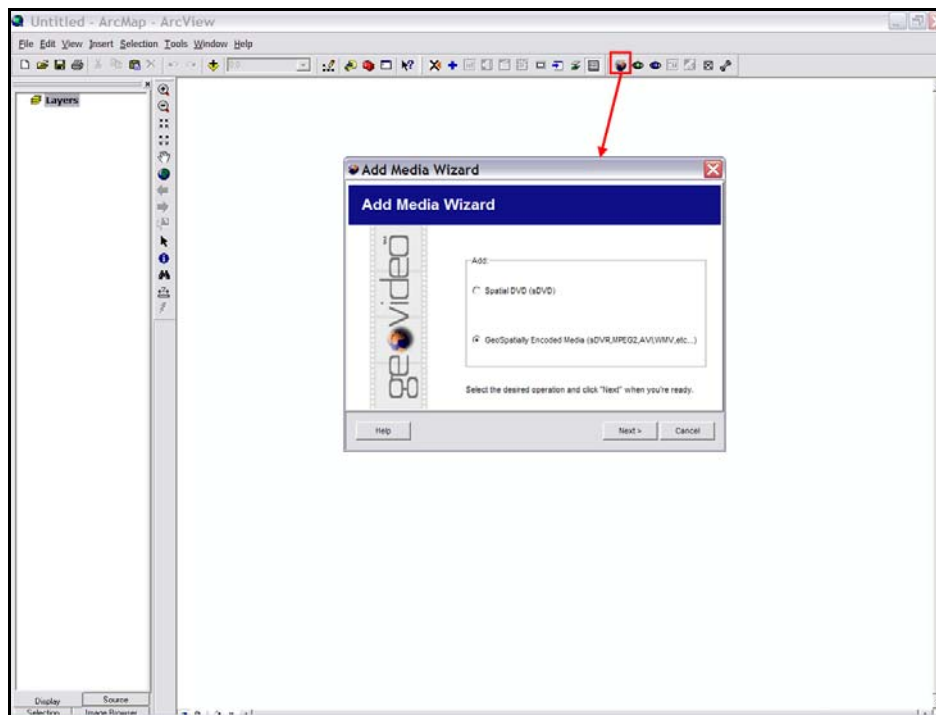 Untitled - ArcMap - ArcView
File Edit View Insert Selection Tools Window Help
Layers
Add Media Wizard
Add Media Wizard
geovideo
Add:
Spatial DVD (sDVD)
GeoSpatially Encoded Media (sDVR,MPEG2,AVI,WMV,etc...)
Select the desired operation and click "Next" when you're ready.
Help
Next >
Cancel
Display
Source
Selection
Image Browser